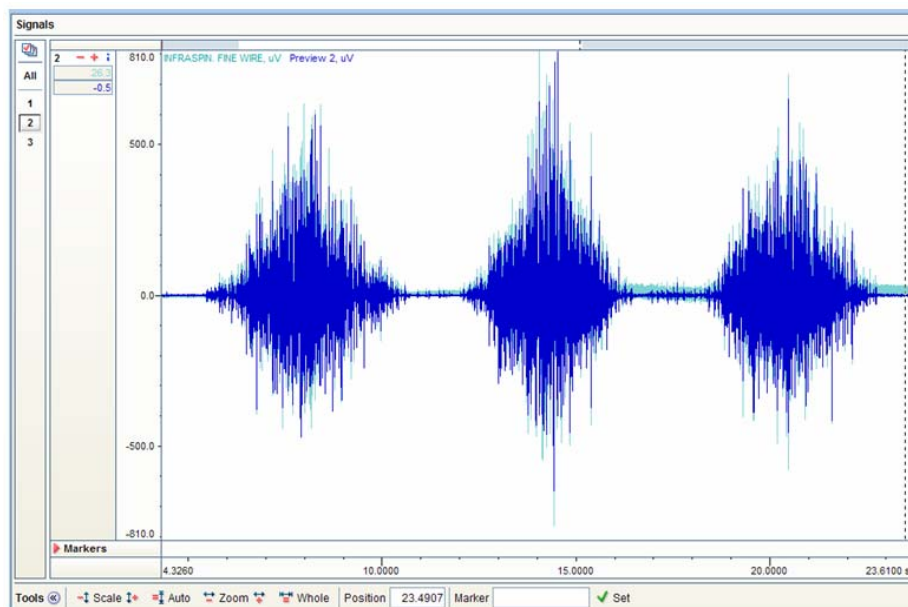 Signals
2
810.0
INFRASPIN. FINE WIRE, uV Preview 2, uV
All
26.3
-0.5
1
2
3
500.0
0.0
-500.0
-810.0
Markers
4.3260 10.0000 15.0000 20.0000 23.6100 s
Tools Scale Auto Zoom Whole Position 23.4907 Marker Set